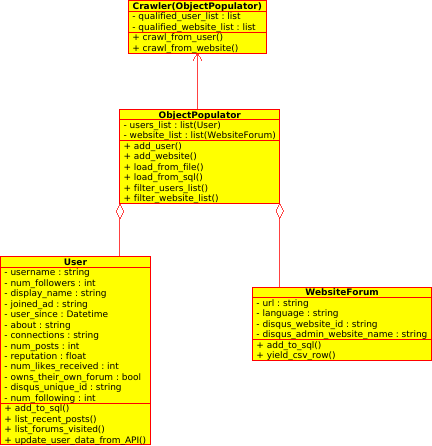 Crawler(ObjectPopulator)
- qualified_user_list : list
- qualified_website_list : list
+ crawl_from_user()
+ crawl_from_website()
ObjectPopulator
- users_list : list(User)
- website_list : list(WebsiteForum)
+ add_user()
+ add_website()
+ load_from_file()
+ load_from_sql()
+ filter_users_list()
+ filter_website_list()
User
- username : string
- num_followers : int
- display_name : string
- joined_ad : string
- user_since : Datetime
- about : string
- connections : string
- num_posts : int
- reputation : float
- num_likes_received : int
- owns_their_own_forum : bool
- disqus_unique_id : string
- num_following : int
+ add_to_sql()
+ list_recent_posts()
+ list_forums_visited()
+ update_user_data_from_API()
WebsiteForum
- url : string
- language : string
- disqus_website_id : string
- disqus_admin_website_name : string
+ add_to_sql()
+ yield_csv_row()